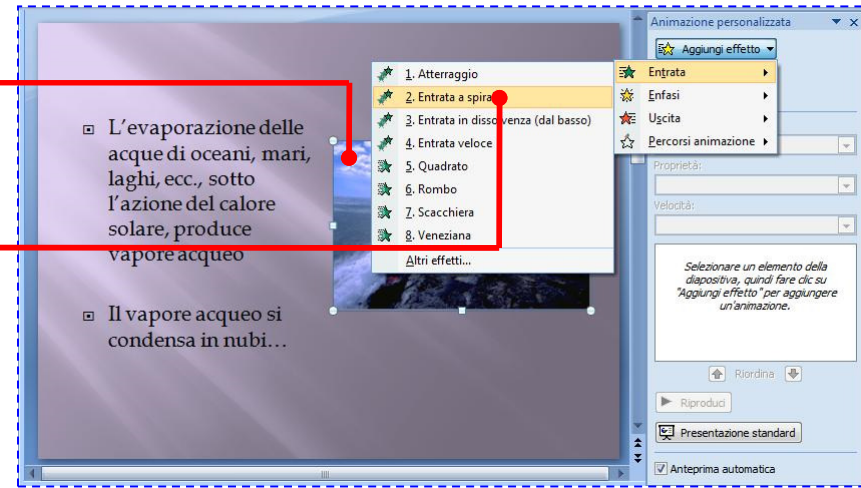 Animazione personalizzata
Aggiungi effetto
Entrata
Enfasi
Uscita
Percorsi animazione
1. Atterraggio
2. Entrata a spira
3. Entrata in dissolvenza (dal basso)
4. Entrata veloce
5. Quadrato
6. Rombo
7. Scacchiera
8. Veneziana
Altri effetti...
L’evaporazione delle
acque di oceani, mari,
laghi, ecc., sotto
l’azione del calore
solare, produce
vapore acqueo
Il vapore acqueo si
condensa in nubi…
Proprietà:
Velocità:
Selezionare un elemento della
diapositiva, quindi fare clic su
"Aggiungi effetto" per aggiungere
un'animazione.
Riordina
Riproduci
Presentazione standard
Anteprima automatica